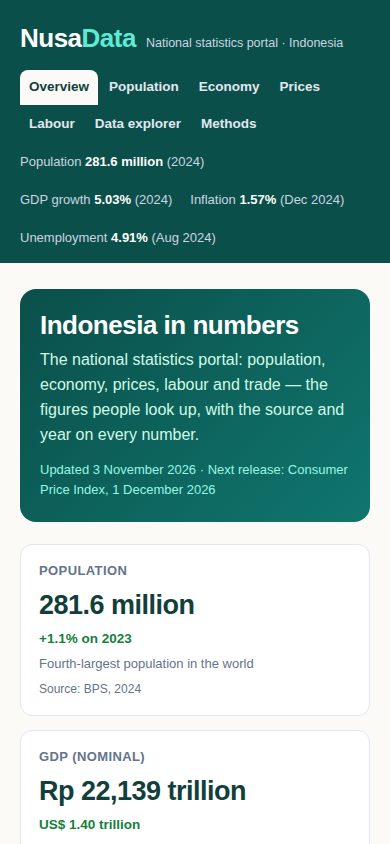 NusaData National statistics portal · Indonesia
Overview Population Economy Prices
Labour Data explorer Methods
Population 281.6 million (2024)
GDP growth 5.03% (2024) Inflation 1.57% (Dec 2024)
Unemployment 4.91% (Aug 2024)
Indonesia in numbers
The national statistics portal: population,
economy, prices, labour and trade — the
figures people look up, with the source and
year on every number.
Updated 3 November 2026 · Next release: Consumer
Price Index, 1 December 2026
POPULATION
281.6 million
+1.1% on 2023
Fourth-largest population in the world
Source: BPS, 2024
GDP (NOMINAL)
Rp 22,139 trillion
US$ 1.40 trillion